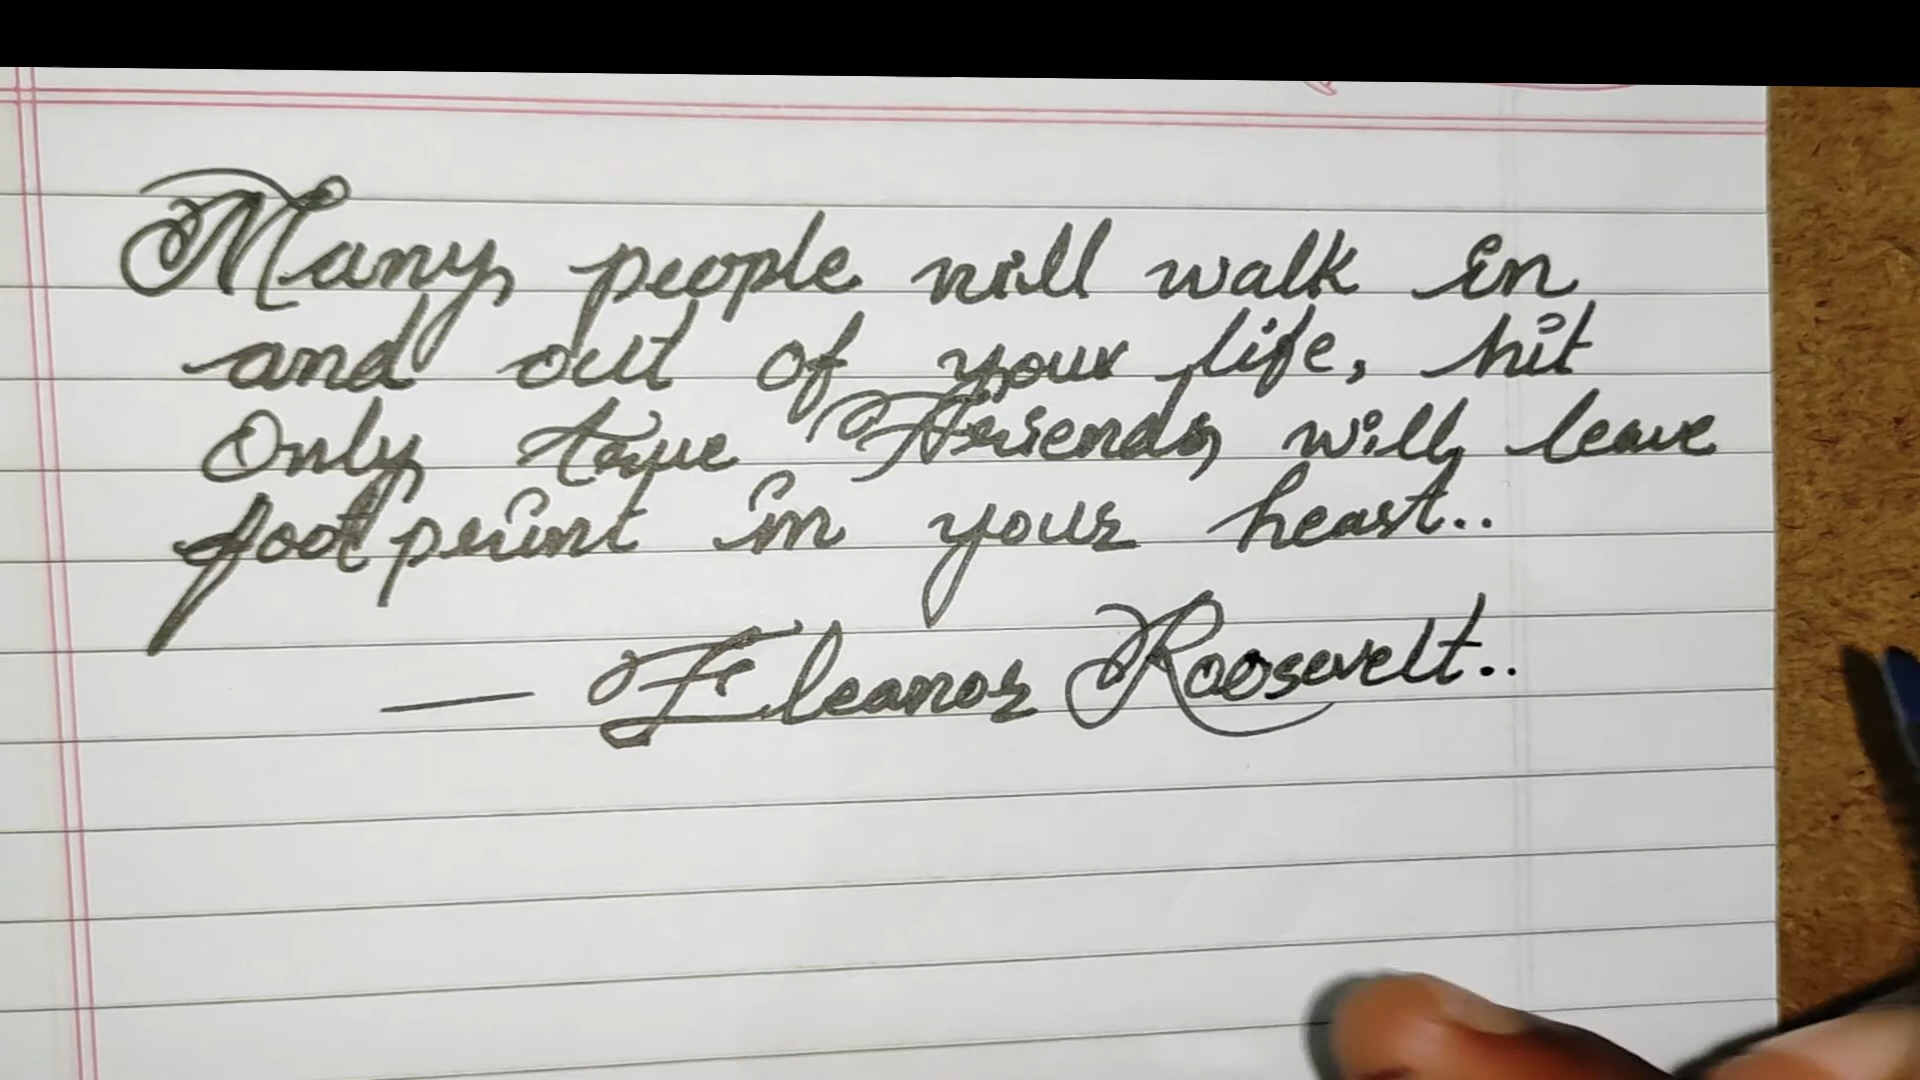 Many people will walk in
and out of your life, but
Only true Friends will leave
footprint in your heart..
— Eleanor Roosevelt..